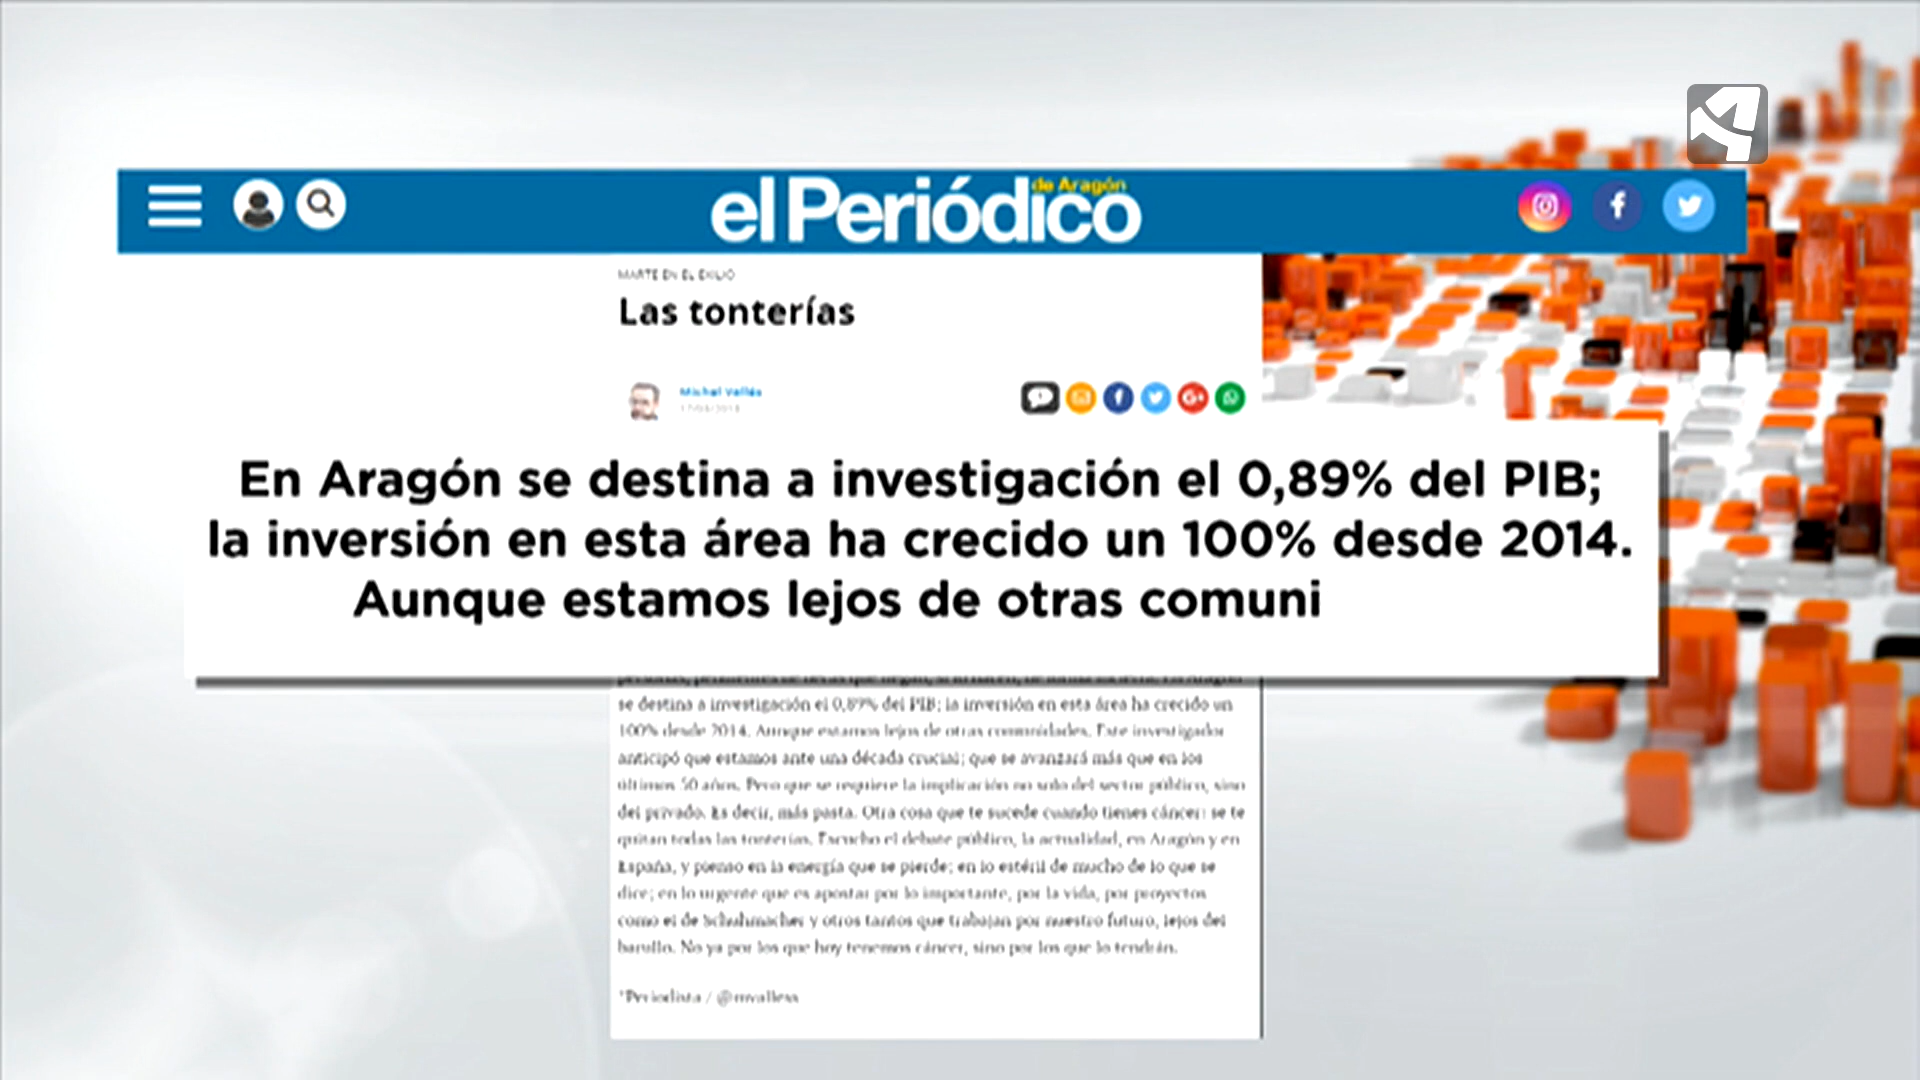 de Aragón
el Periódico
MARTE EN EL EXILIO
Las tonterías
Michel Vallés
En Aragón se destina a investigación el 0,89% del PIB;
la inversión en esta área ha crecido un 100% desde 2014.
Aunque estamos lejos de otras comuni
se destina a investigación el 0,89% del PIB; la inversión en esta área ha crecido un
100% desde 2014. Aunque estamos lejos de otras comunidades. Este investigador
anticipó que estamos ante una década crucial; que se avanzará más que en los
últimos 50 años. Pero que se requiere la implicación no solo del sector público, sino
del privado. Es decir, más pasta. Otra cosa que te sucede cuando tienes cáncer: se te
quitan todas las tonterías. Escucho el debate público, la actualidad, en Aragón y en
España, y pienso en la energía que se pierde; en lo estéril de mucho de lo que se
dice; en lo urgente que es apostar por lo importante, por la vida, por proyectos
como el de Schuhmacher y otros tantos que trabajan por nuestro futuro, lejos del
barullo. No ya por los que hoy tenemos cáncer, sino por los que lo tendrán.
*Periodista / @mvalless